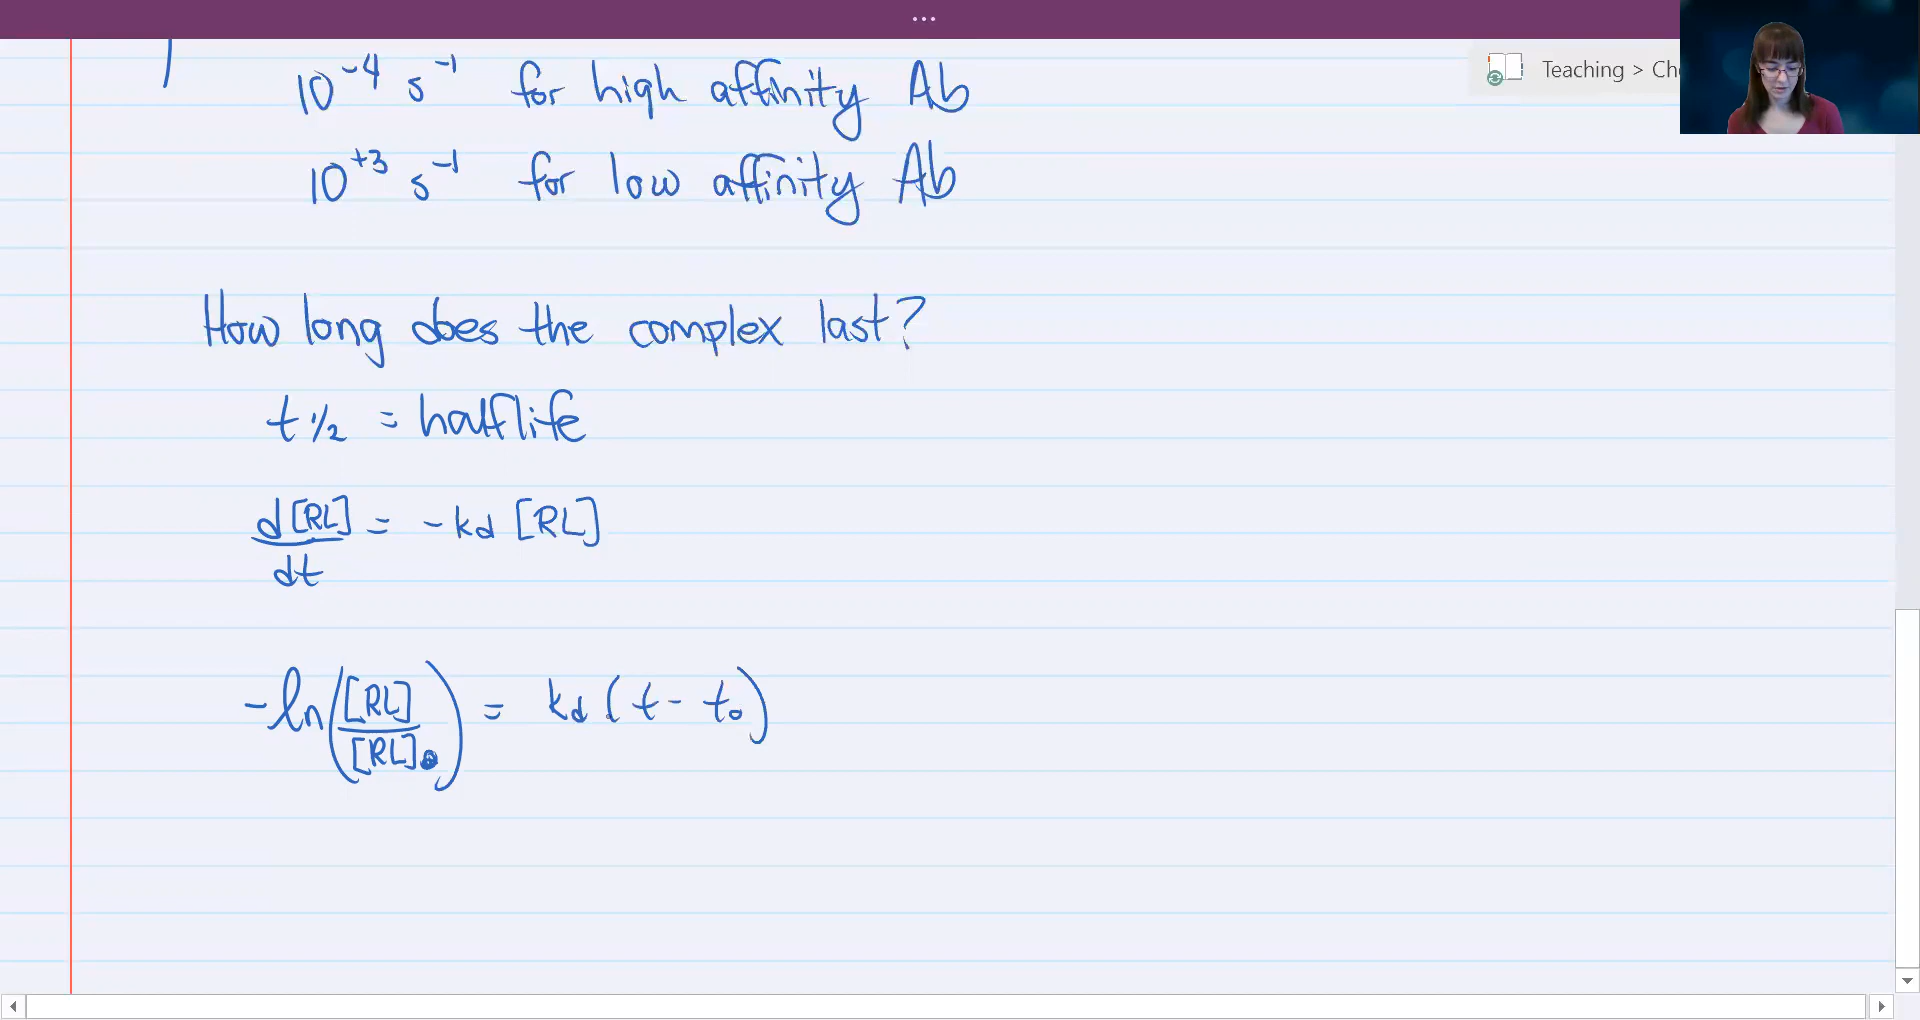 ...
Teaching > Ch
10⁻⁴ s⁻¹ for high affinity Ab
10⁺³ s⁻¹ for low affinity Ab
How long does the complex last?
t 1/2 = halflife
d[RL]/dt = -kd [RL]
-ln([RL]/[RL]₀) = kd (t - t₀)